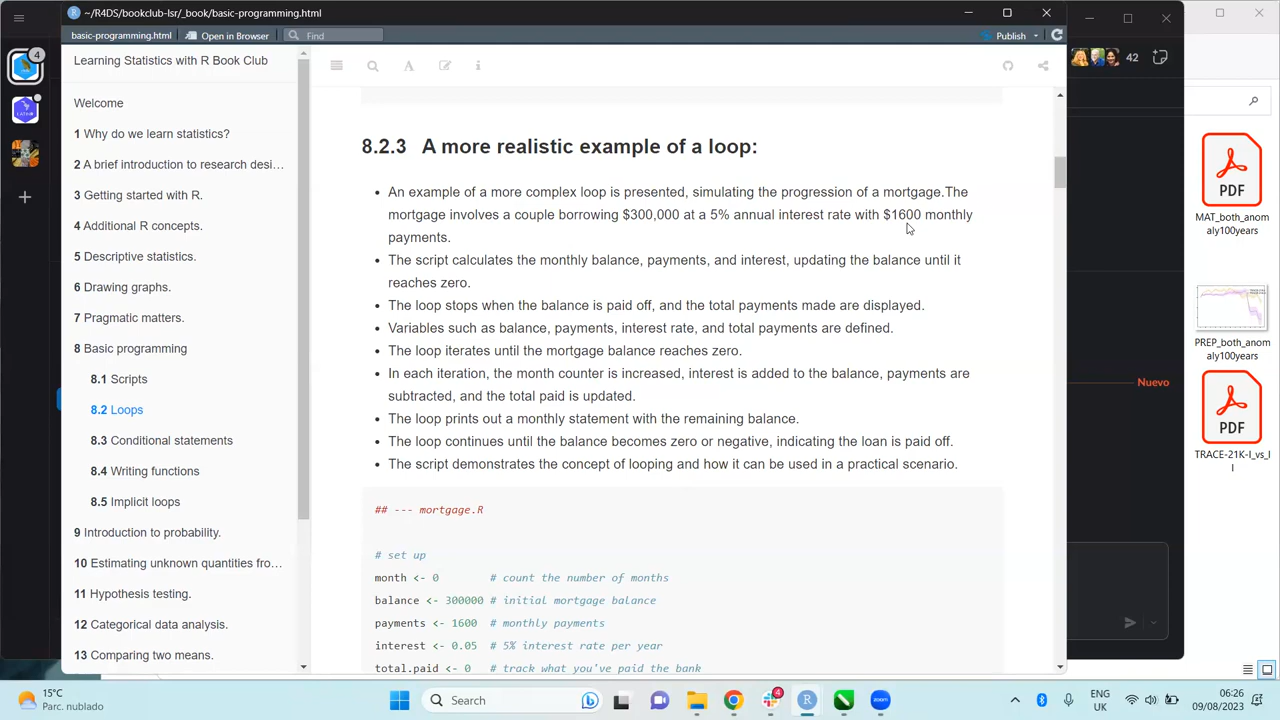 ~/R4DS/bookclub-lsr/_book/basic-programming.html
basic-programming.html
Open in Browser
Find
Publish
Learning Statistics with R Book Club
Welcome
1 Why do we learn statistics?
2 A brief introduction to research desi...
3 Getting started with R.
4 Additional R concepts.
5 Descriptive statistics.
6 Drawing graphs.
7 Pragmatic matters.
8 Basic programming
8.1 Scripts
8.2 Loops
8.3 Conditional statements
8.4 Writing functions
8.5 Implicit loops
9 Introduction to probability.
10 Estimating unknown quantities fro...
11 Hypothesis testing.
12 Categorical data analysis.
13 Comparing two means.
8.2.3 A more realistic example of a loop:
• An example of a more complex loop is presented, simulating the progression of a mortgage.The
mortgage involves a couple borrowing $300,000 at a 5% annual interest rate with $1600 monthly
payments.
• The script calculates the monthly balance, payments, and interest, updating the balance until it
reaches zero.
• The loop stops when the balance is paid off, and the total payments made are displayed.
• Variables such as balance, payments, interest rate, and total payments are defined.
• The loop iterates until the mortgage balance reaches zero.
• In each iteration, the month counter is increased, interest is added to the balance, payments are
subtracted, and the total paid is updated.
• The loop prints out a monthly statement with the remaining balance.
• The loop continues until the balance becomes zero or negative, indicating the loan is paid off.
• The script demonstrates the concept of looping and how it can be used in a practical scenario.
## --- mortgage.R
# set up
month <- 0 # count the number of months
balance <- 300000 # initial mortgage balance
payments <- 1600 # monthly payments
interest <- 0.05 # 5% interest rate per year
total.paid <- 0 # track what you've paid the bank
4
LATIN
42
Nuevo
PDF
MAT_both_anom
aly100years
PREP_both_anom
aly100years
PDF
TRACE-21K-I_vs_I
I
15°C
Parc. nublado
Search
4
ENG
UK
06:26
09/08/2023